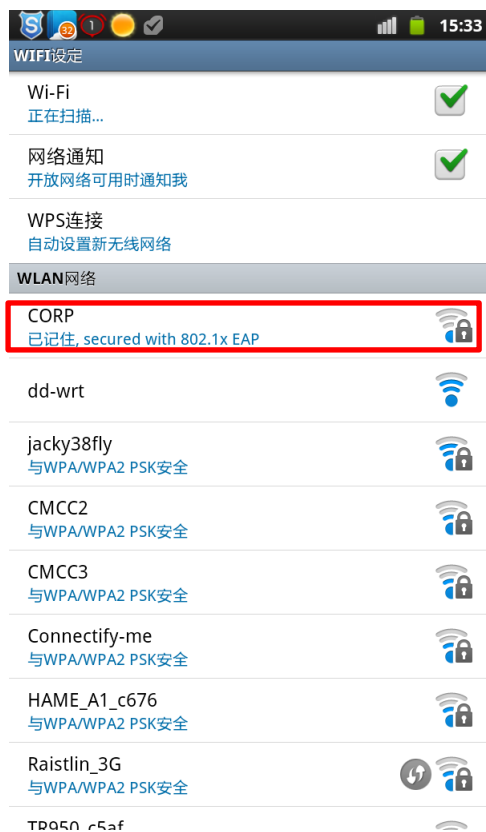 32
1
15:33
WIFI设定
Wi-Fi
正在扫描...
网络通知
开放网络可用时通知我
WPS连接
自动设置新无线网络
WLAN网络
CORP
已记住, secured with 802.1x EAP
dd-wrt
jacky38fly
与WPA/WPA2 PSK安全
CMCC2
与WPA/WPA2 PSK安全
CMCC3
与WPA/WPA2 PSK安全
Connectify-me
与WPA/WPA2 PSK安全
HAME_A1_c676
与WPA/WPA2 PSK安全
Raistlin_3G
与WPA/WPA2 PSK安全
TR950_c5af